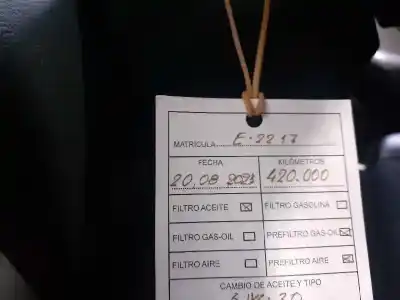 MATRICULA E-2217
FECHA KILÓMETROS
20.08 2021 420.000
FILTRO ACEITE ☒ FILTRO GASOLINA ☐
FILTRO GAS-OIL ☐ PREFILTRO GAS-OIL ☒
FILTRO AIRE ☐ PREFILTRO AIRE ☒
CAMBIO DE ACEITE Y TIPO